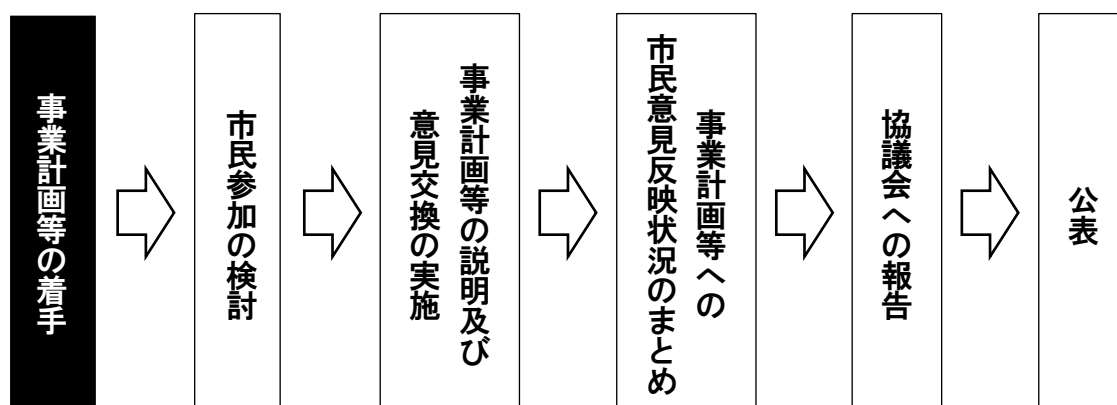 事業計画等の着手
市民参加の検討
事業計画等の説明及び
意見交換の実施
事業計画等への
市民意見反映状況のまとめ
協議会への報告
公表